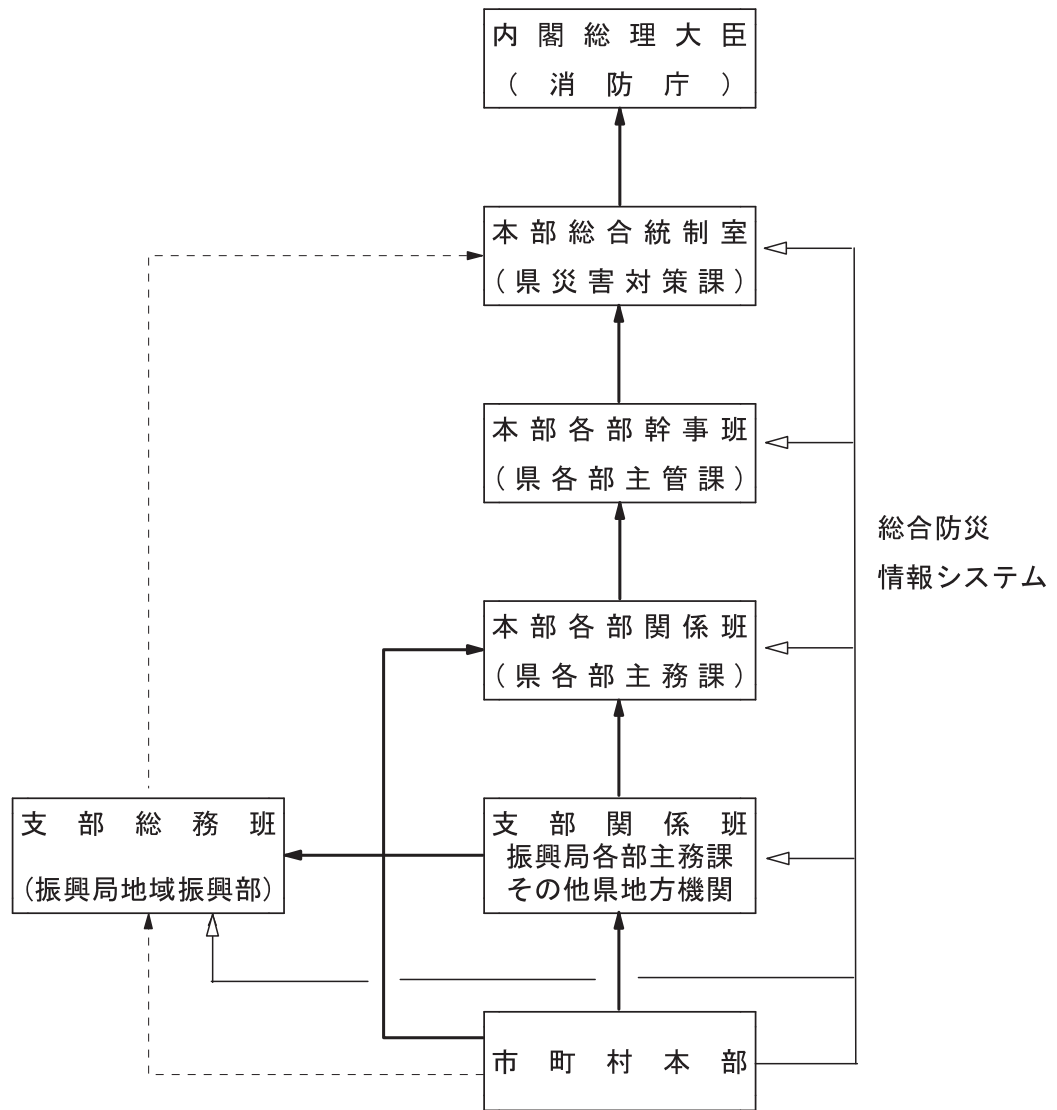 内閣総理大臣
（消防庁）
本部総合統制室
（県災害対策課）
本部各部幹事班
（県各部主管課）
総合防災
情報システム
本部各部関係班
（県各部主務課）
支部総務班
（振興局地域振興部）
支部関係班
振興局各部主務課
その他県地方機関
市町村本部